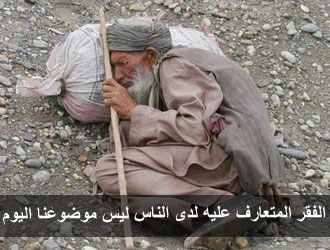 الفقر المتعارف عليه لدى الناس ليس موضوعنا اليوم